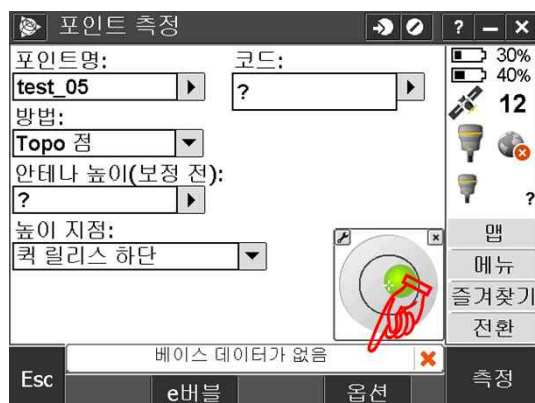 포인트 측정
? – ×
포인트명:
코드:
test_05
?
방법:
Topo 점
안테나 높이(보정 전):
?
높이 지점:
퀵 릴리스 하단
30%
40%
12
?
맵
메뉴
즐겨찾기
전환
베이스 데이터가 없음
Esc
e버블
옵션
측정